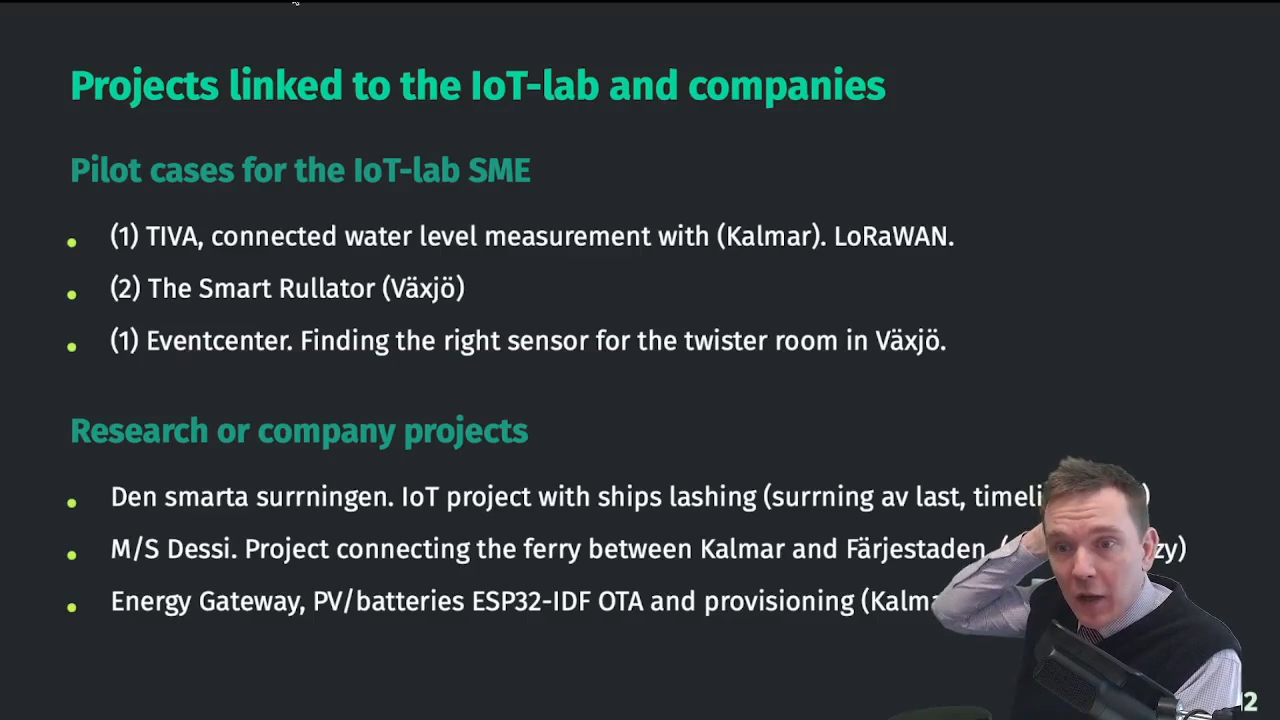 Projects linked to the IoT-lab and companies
Pilot cases for the IoT-lab SME
(1) TIVA, connected water level measurement with (Kalmar). LoRaWAN.
(2) The Smart Rullator (Växjö)
(1) Eventcenter. Finding the right sensor for the twister room in Växjö.
Research or company projects
Den smarta surrningen. IoT project with ships lashing (surrning av last,
M/S Dessi. Project connecting the ferry between Kalmar and Färjestaden
Energy Gateway, PV/batteries ESP32-IDF OTA and provisioning